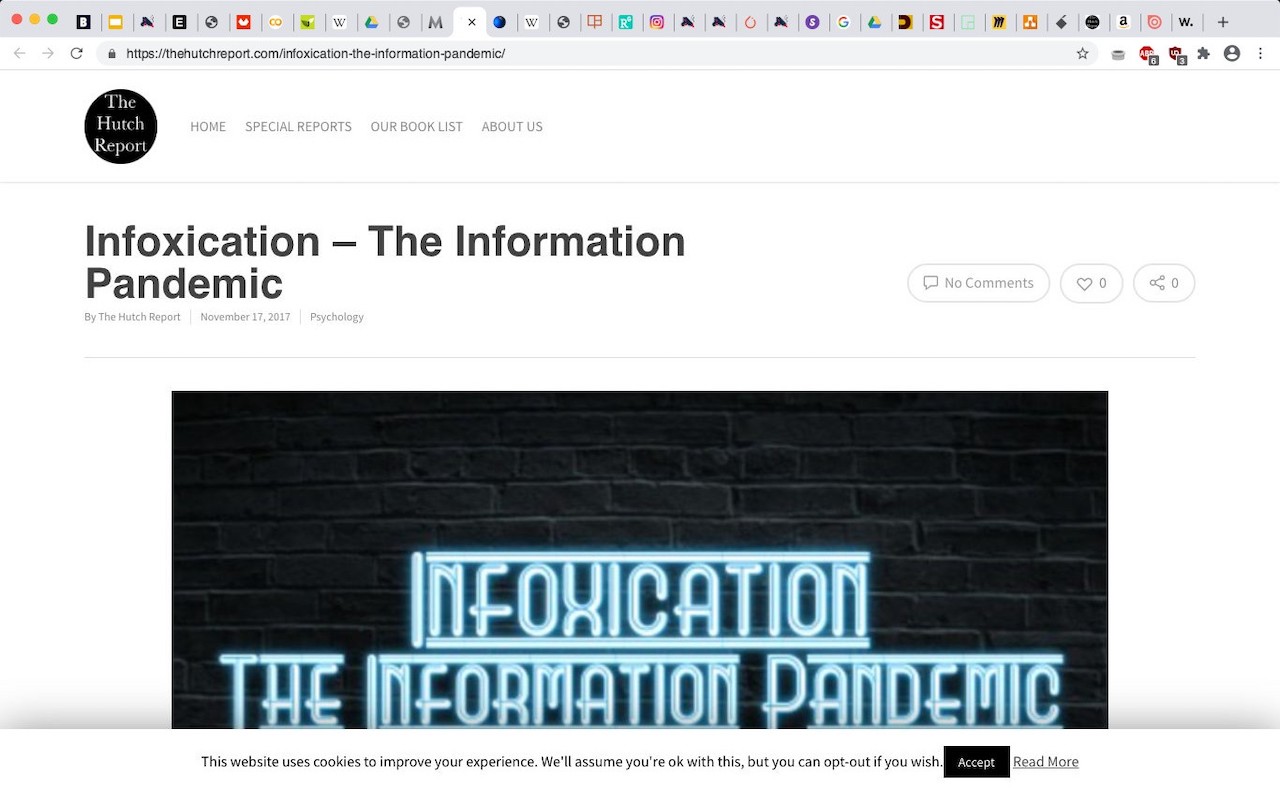 https://thehutchreport.com/infoxication-the-information-pandemic/
The
Hutch
Report
HOME SPECIAL REPORTS OUR BOOK LIST ABOUT US
Infoxication – The Information
Pandemic
No Comments 0 0
By The Hutch Report November 17, 2017 Psychology
INFOXICATION
THE INFORMATION PANDEMIC
This website uses cookies to improve your experience. We'll assume you're ok with this, but you can opt-out if you wish. Accept Read More